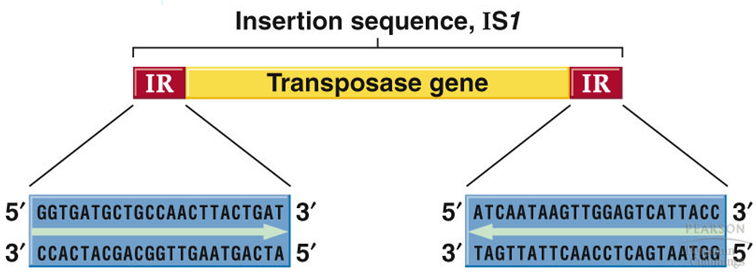 Insertion sequence, IS1
IR Transposase gene IR
5′ GGTGATGCTGCCAACTTACTGAT 3′ 5′ ATCAATAAGTTGGAGTCATTACC 3′
3′ CCACTACGACGGTTGAATGACTA 5′ 3′ TAGTTATTCAACCTCAGTAATGG 5′
PEARSON